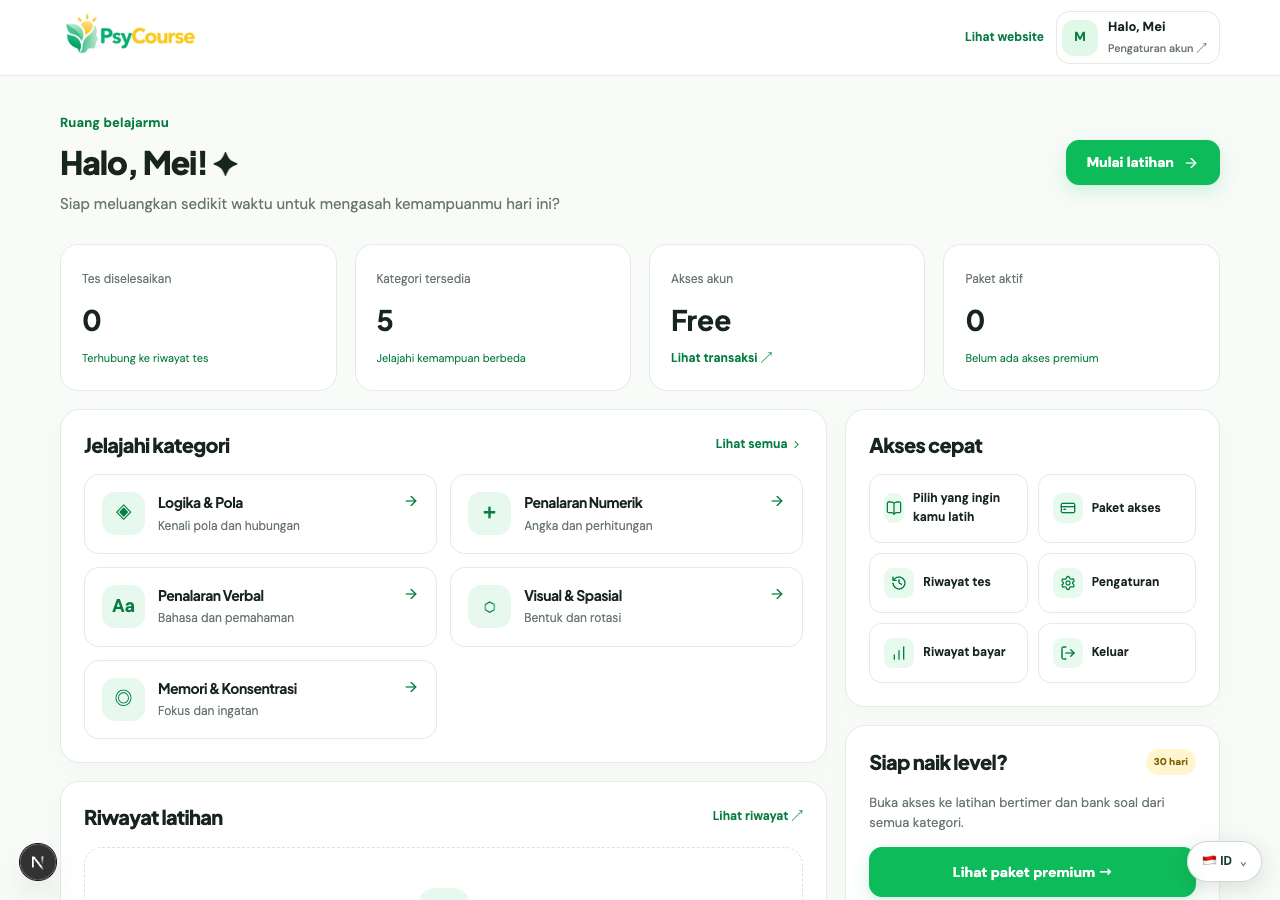 PsyCourse
Lihat website
M
Halo, Mei
Pengaturan akun ↗
Ruang belajarmu
Halo, Mei! ✦
Siap meluangkan sedikit waktu untuk mengasah kemampuanmu hari ini?
Mulai latihan →
Tes diselesaikan
0
Terhubung ke riwayat tes
Kategori tersedia
5
Jelajahi kemampuan berbeda
Akses akun
Free
Lihat transaksi ↗
Paket aktif
0
Belum ada akses premium
Jelajahi kategori
Lihat semua ›
Logika & Pola
Kenali pola dan hubungan
Penalaran Numerik
Angka dan perhitungan
Aa
Penalaran Verbal
Bahasa dan pemahaman
Visual & Spasial
Bentuk dan rotasi
Memori & Konsentrasi
Fokus dan ingatan
Akses cepat
Pilih yang ingin
kamu latih
Paket akses
Riwayat tes
Pengaturan
Riwayat bayar
Keluar
Siap naik level?
30 hari
Buka akses ke latihan bertimer dan bank soal dari
semua kategori.
Lihat paket premium →
Riwayat latihan
Lihat riwayat ↗
N
ID